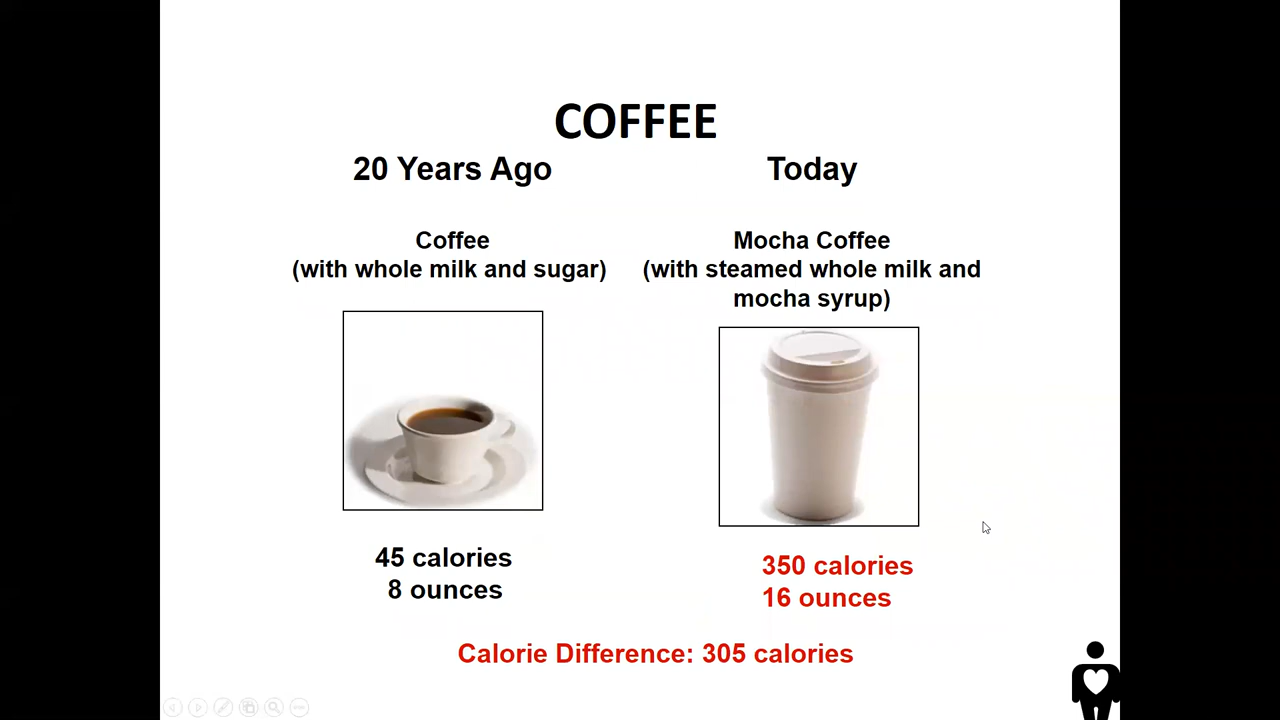 COFFEE
20 Years Ago
Today
Coffee
(with whole milk and sugar)
Mocha Coffee
(with steamed whole milk and
mocha syrup)
45 calories
8 ounces
350 calories
16 ounces
Calorie Difference: 305 calories